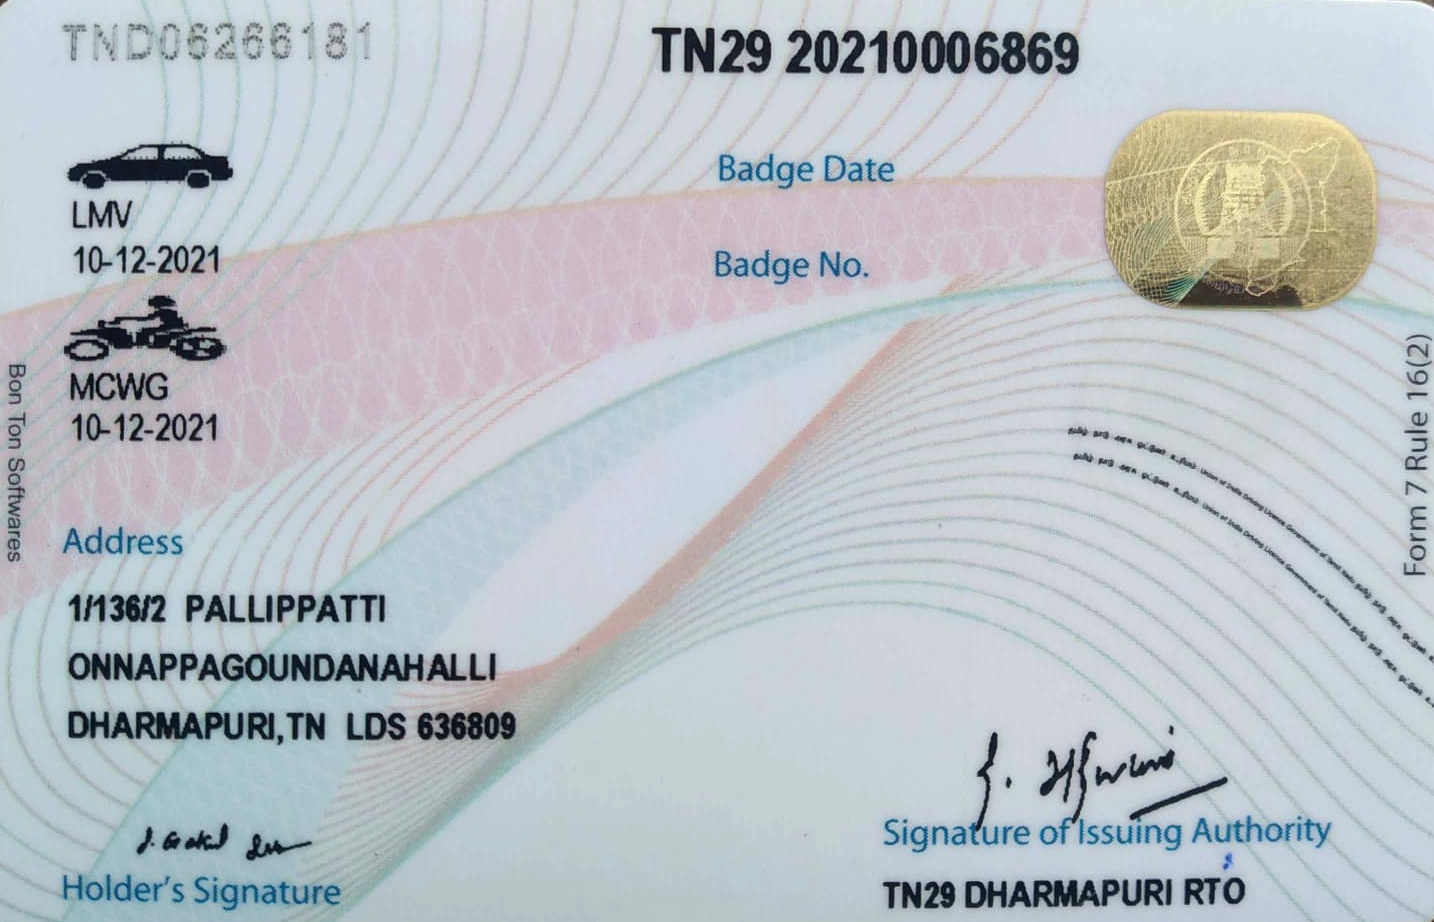 TND06266181
TN29 20210006869
LMV
10-12-2021
Badge Date
Badge No.
MCWG
10-12-2021
Bon Ton Softwares
Form 7 Rule 16(2)
Address
1/136/2 PALLIPPATTI
ONNAPPAGOUNDANAHALLI
DHARMAPURI,TN LDS 636809
Holder's Signature
Signature of Issuing Authority
TN29 DHARMAPURI RTO